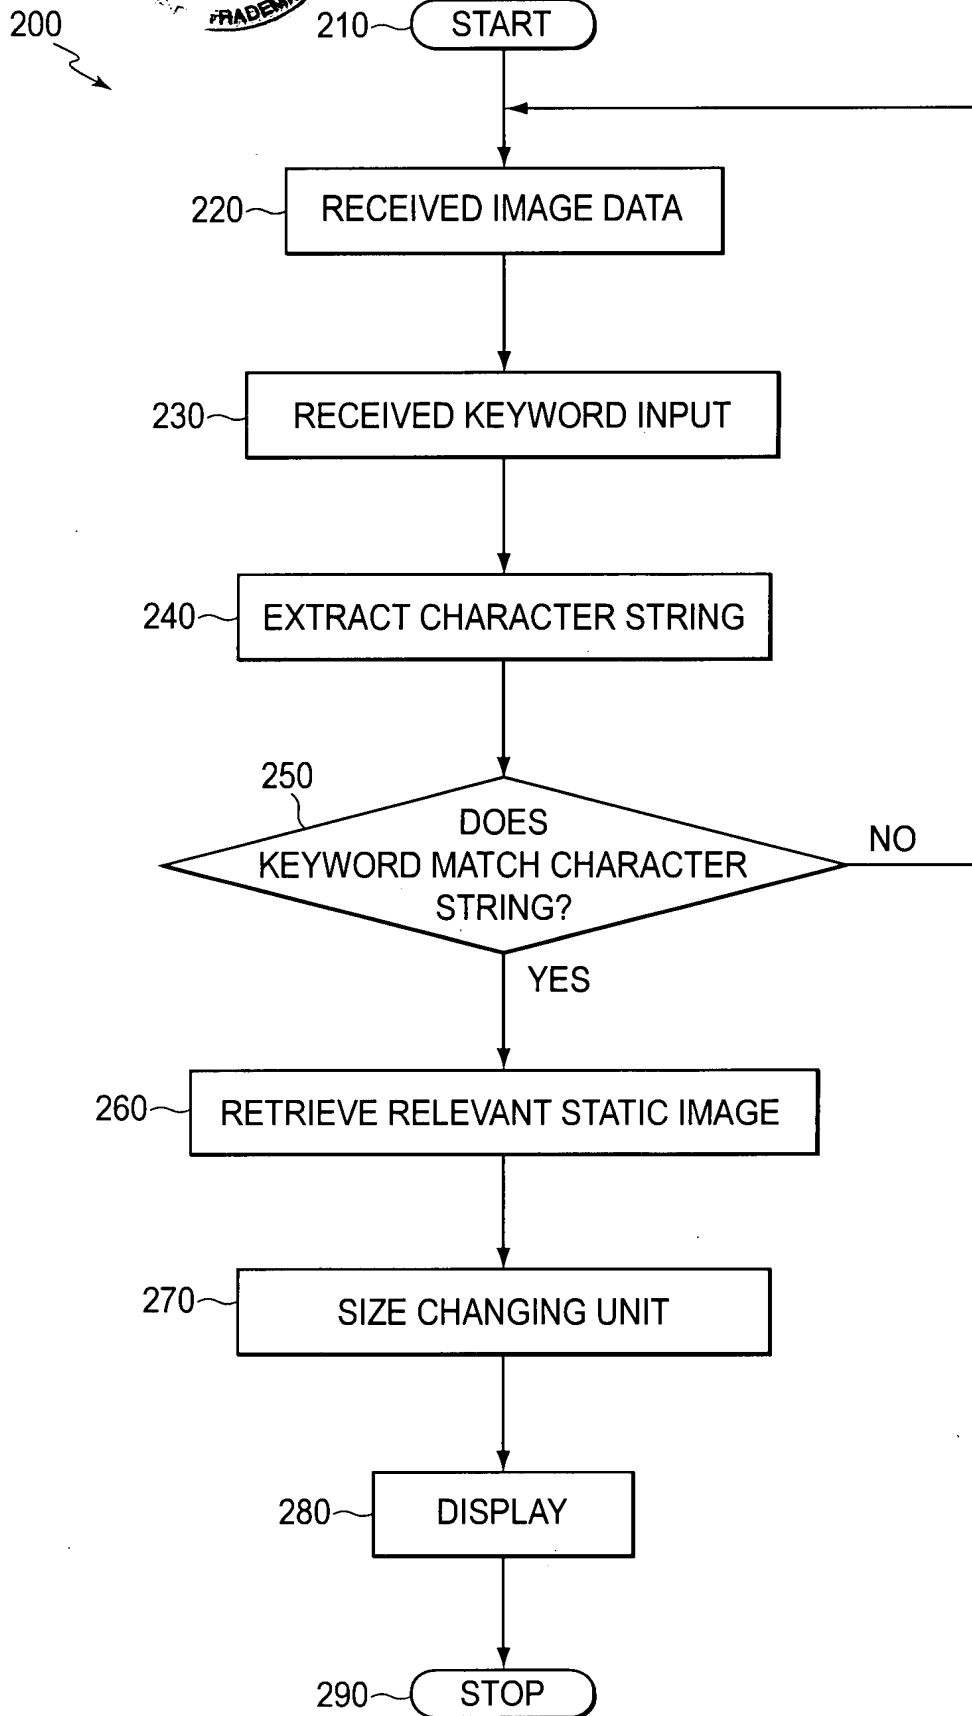 200
TRADEM
210 START
220 RECEIVED IMAGE DATA
230 RECEIVED KEYWORD INPUT
240 EXTRACT CHARACTER STRING
250
DOES
KEYWORD MATCH CHARACTER
STRING?
NO
YES
260 RETRIEVE RELEVANT STATIC IMAGE
270 SIZE CHANGING UNIT
280 DISPLAY
290 STOP